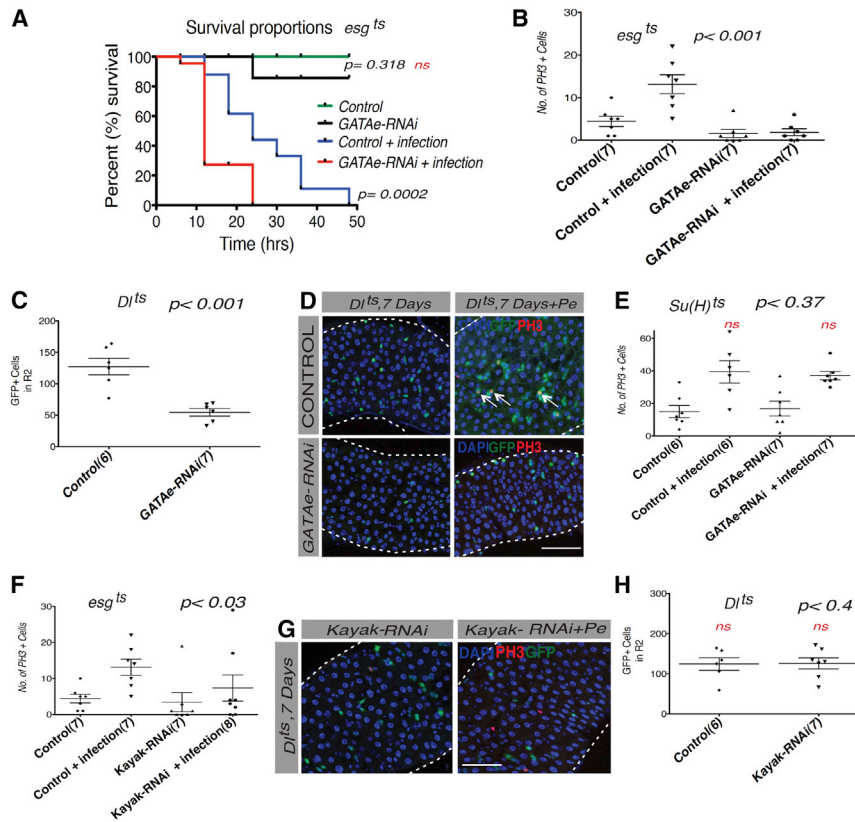 A
Survival proportions esg ts
Percent (%) survival
100
80
60
40
20
0
p= 0.318 ns
Control
GATAe-RNAi
Control + infection
GATAe-RNAi + infection
p= 0.0002
0 10 20 30 40 50
Time (hrs)
B
esg ts p< 0.001
No. of PH3 + Cells
30
20
10
0
Control(7)
Control + infection(7)
GATAe-RNAi(7)
GATAe-RNAi + infection(7)
C
Dl ts p< 0.001
GFP+ Cells
in R2
200
150
100
50
0
Control(6)
GATAe-RNAi(7)
D
Dl ts, 7 Days
Dl ts, 7 Days+Pe
CONTROL
GATAe-RNAi
GFP PH3
DAPI GFP PH3
E
Su(H) ts p< 0.37
ns
ns
No. of PH3 + Cells
80
60
40
20
0
Control(6)
Control + infection(6)
GATAe-RNAi(7)
GATAe-RNAi + infection(7)
F
esg ts p< 0.03
No. of PH3 + Cells
30
20
10
0
Control(7)
Control + infection(7)
Kayak-RNAi(7)
Kayak-RNAi + infection(6)
G
Kayak-RNAi
Kayak- RNAi+Pe
Dl ts, 7 Days
DAPI PH3 GFP
H
Dl ts p< 0.4
ns
ns
GFP+ Cells
in R2
300
200
100
0
Control(6)
Kayak-RNAi(7)